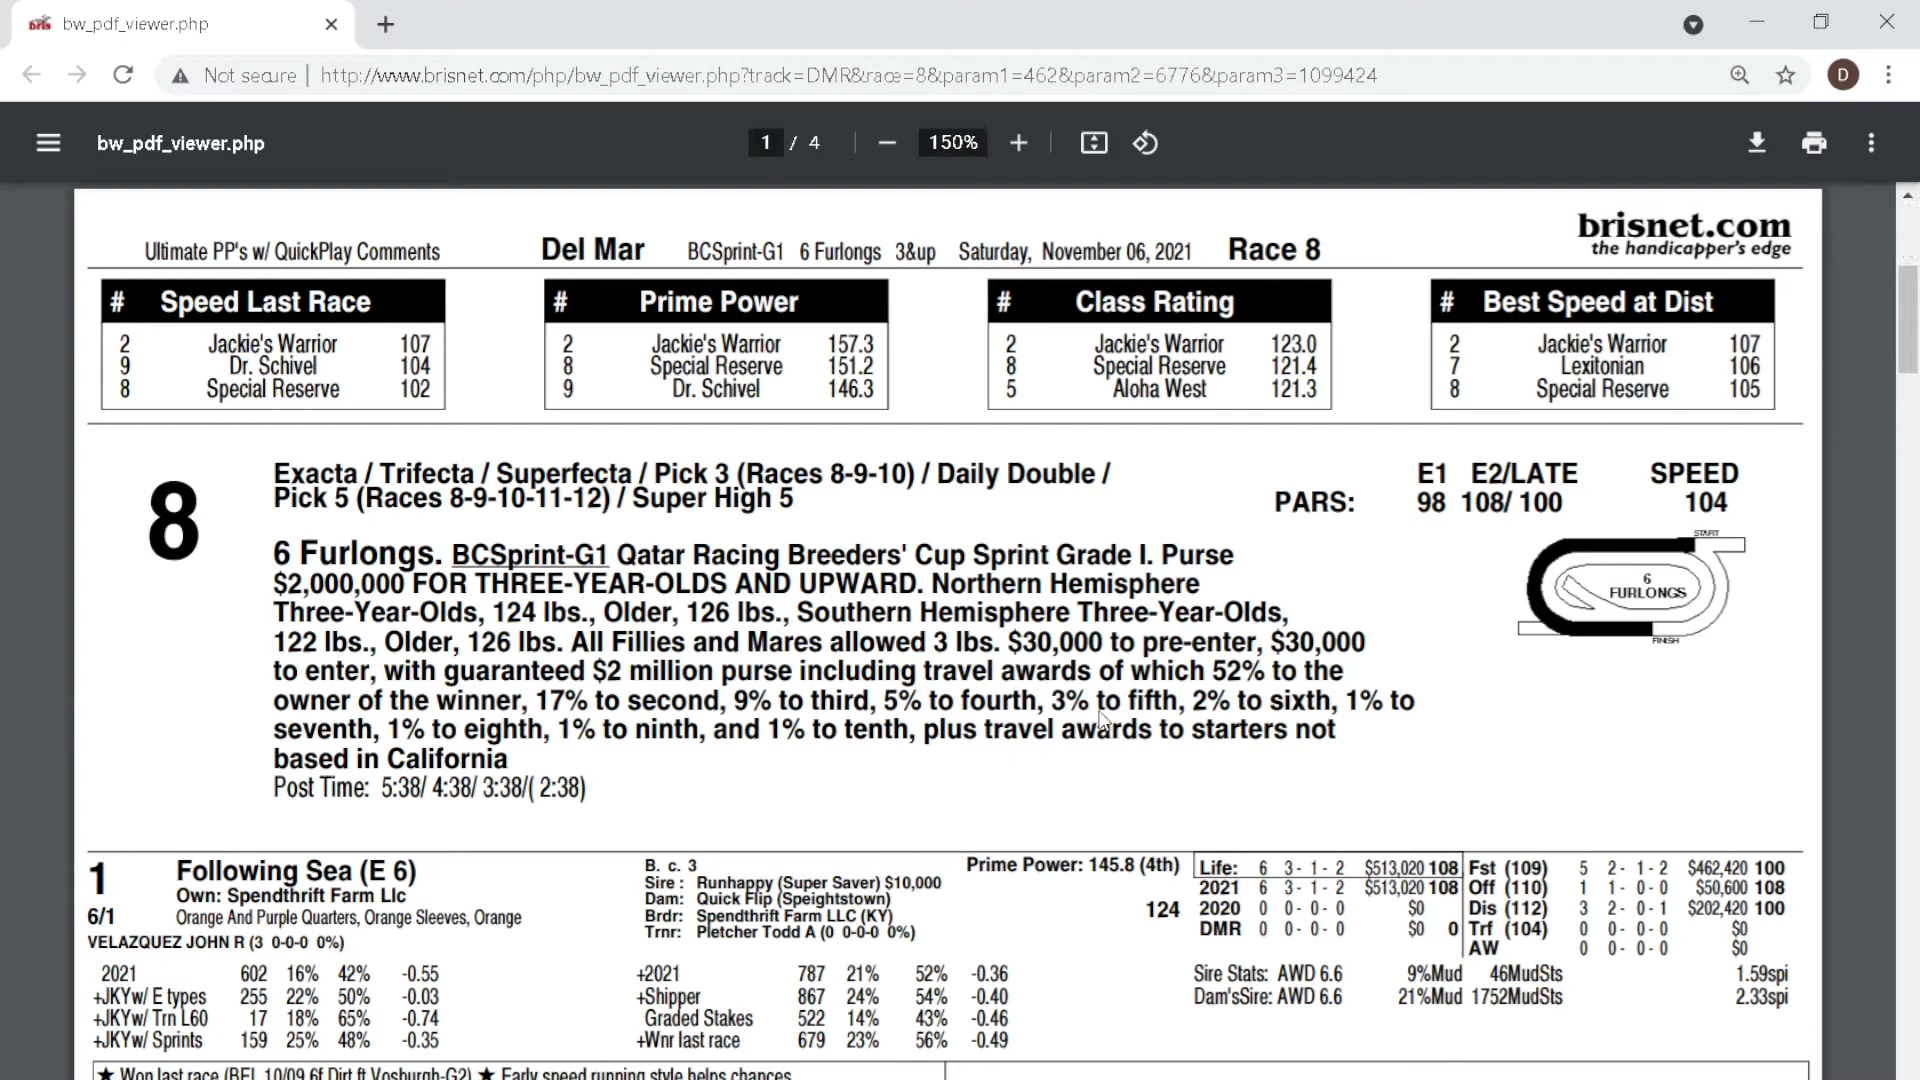 bw_pdf_viewer.php
Not secure | http://www.brisnet.com/php/bw_pdf_viewer.php?track=DMR&race=8&param1=462&param2=6776&param3=1099424
D
bw_pdf_viewer.php
1 / 4
150%
brisnet.com
the handicapper's edge
Ultimate PP's w/ QuickPlay Comments Del Mar BCSprint-G1 6 Furlongs 3&up Saturday, November 06, 2021 Race 8
# Speed Last Race
2 Jackie's Warrior 107
9 Dr. Schivel 104
8 Special Reserve 102
# Prime Power
2 Jackie's Warrior 157.3
8 Special Reserve 151.2
9 Dr. Schivel 146.3
# Class Rating
2 Jackie's Warrior 123.0
8 Special Reserve 121.4
5 Aloha West 121.3
# Best Speed at Dist
2 Jackie's Warrior 107
7 Lexitonian 106
8 Special Reserve 105
8
Exacta / Trifecta / Superfecta / Pick 3 (Races 8-9-10) / Daily Double /
Pick 5 (Races 8-9-10-11-12) / Super High 5
E1 E2/LATE SPEED
PARS: 98 108/ 100 104
START
6
FURLONGS
FINISH
6 Furlongs. BCSprint-G1 Qatar Racing Breeders' Cup Sprint Grade I. Purse
$2,000,000 FOR THREE-YEAR-OLDS AND UPWARD. Northern Hemisphere
Three-Year-Olds, 124 lbs., Older, 126 lbs., Southern Hemisphere Three-Year-Olds,
122 lbs., Older, 126 lbs. All Fillies and Mares allowed 3 lbs. $30,000 to pre-enter, $30,000
to enter, with guaranteed $2 million purse including travel awards of which 52% to the
owner of the winner, 17% to second, 9% to third, 5% to fourth, 3% to fifth, 2% to sixth, 1% to
seventh, 1% to eighth, 1% to ninth, and 1% to tenth, plus travel awards to starters not
based in California
Post Time: 5:38/ 4:38/ 3:38/( 2:38)
1 Following Sea (E 6)
Own: Spendthrift Farm Llc
6/1 Orange And Purple Quarters, Orange Sleeves, Orange
VELAZQUEZ JOHN R (3 0-0-0 0%)
B. c. 3
Sire : Runhappy (Super Saver) $10,000
Dam: Quick Flip (Speightstown)
Brdr: Spendthrift Farm LLC (KY)
Trnr: Pletcher Todd A (0 0-0-0 0%)
Prime Power: 145.8 (4th)
124
Life: 6 3- 1- 2 $513,020 108
2021 6 3- 1- 2 $513,020 108
2020 0 0- 0- 0 $0
DMR 0 0- 0- 0 $0 0
Fst (109) 5 2- 1- 2 $462,420 100
Off (110) 1 1- 0- 0 $50,600 108
Dis (112) 3 2- 0- 1 $202,420 100
Trf (104) 0 0- 0- 0 $0
AW 0 0- 0- 0 $0
2021 602 16% 42% -0.55
+JKYw/ E types 255 22% 50% -0.03
+JKYw/ Trn L60 17 18% 65% -0.74
+JKYw/ Sprints 159 25% 48% -0.35
+2021 787 21% 52% -0.36
+Shipper 867 24% 54% -0.40
Graded Stakes 522 14% 43% -0.46
+Wnr last race 679 23% 56% -0.49
Sire Stats: AWD 6.6 9%Mud 46MudSts 1.59spi
Dam'sSire: AWD 6.6 21%Mud 1752MudSts 2.33spi
★ Won last race (BEL 10/09 6f Dirt ft Vosburgh-G2) ★ Early speed running style helps chances